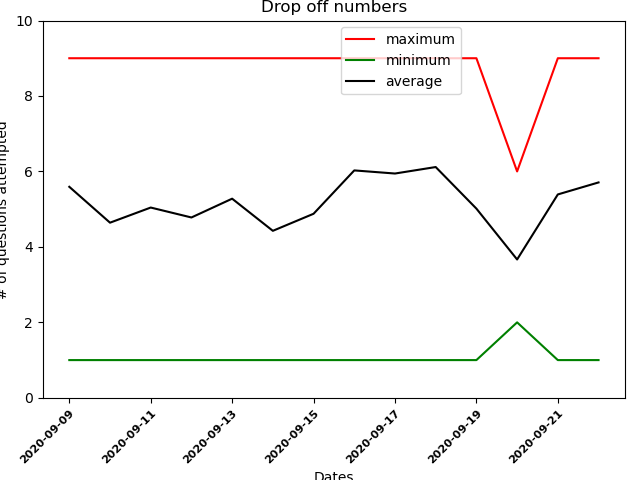 Drop off numbers
maximum
minimum
average
# of questions attempted
10
8
6
4
2
0
2020-09-09
2020-09-11
2020-09-13
2020-09-15
2020-09-17
2020-09-19
2020-09-21
Dates